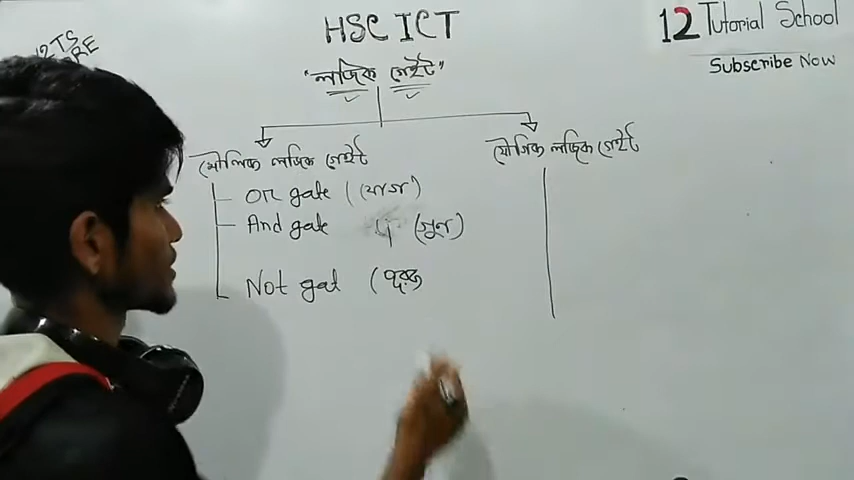 HSC ICT
12 Tutorial School
Subscribe Now
12TS
"লজিক গেইট"
মৌলিক লজিক গেইট
যৌগিক লজিক গেইট
OR gate (যোগ)
And gate (গুন)
Not gat (